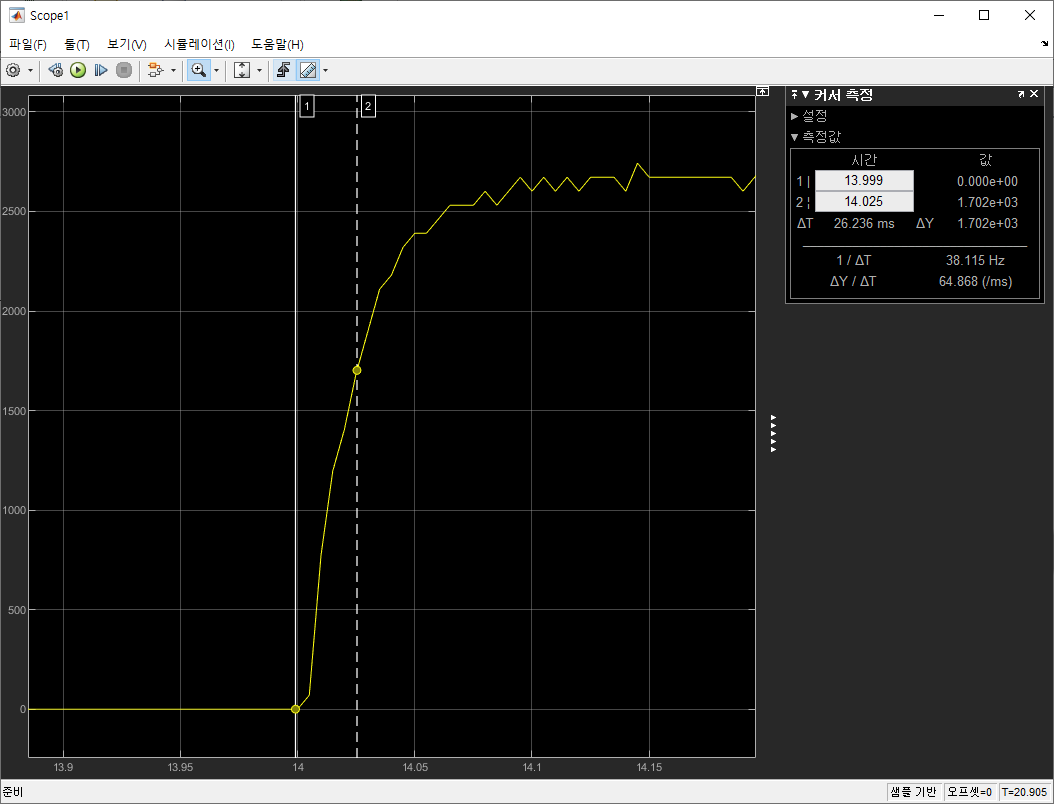 Scope1
파일(F) 툴(T) 보기(V) 시뮬레이션(I) 도움말(H)
1 2
3000
2500
2000
1500
1000
500
0
13.9 13.95 14 14.05 14.1 14.15
커서 측정
설정
측정값
시간 값
1 | 13.999 0.000e+00
2 ¦ 14.025 1.702e+03
ΔT 26.236 ms ΔY 1.702e+03
1 / ΔT 38.115 Hz
ΔY / ΔT 64.868 (/ms)
준비 샘플 기반 오프셋=0 T=20.905